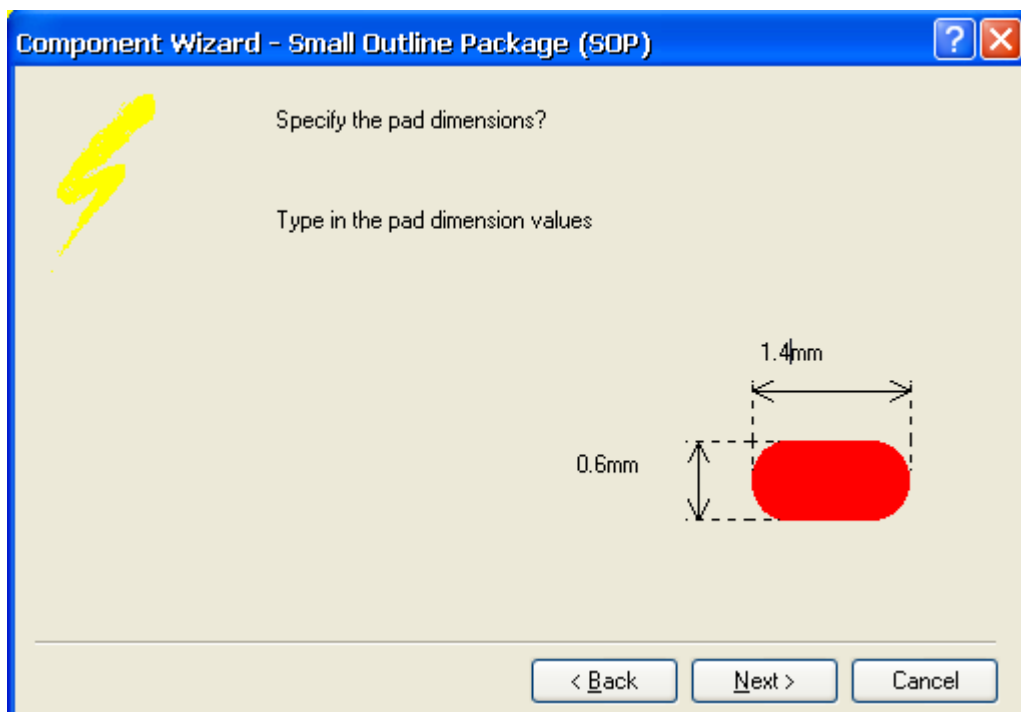 Component Wizard - Small Outline Package (SOP)
Specify the pad dimensions?
Type in the pad dimension values
1.4mm
0.6mm
< Back
Next >
Cancel